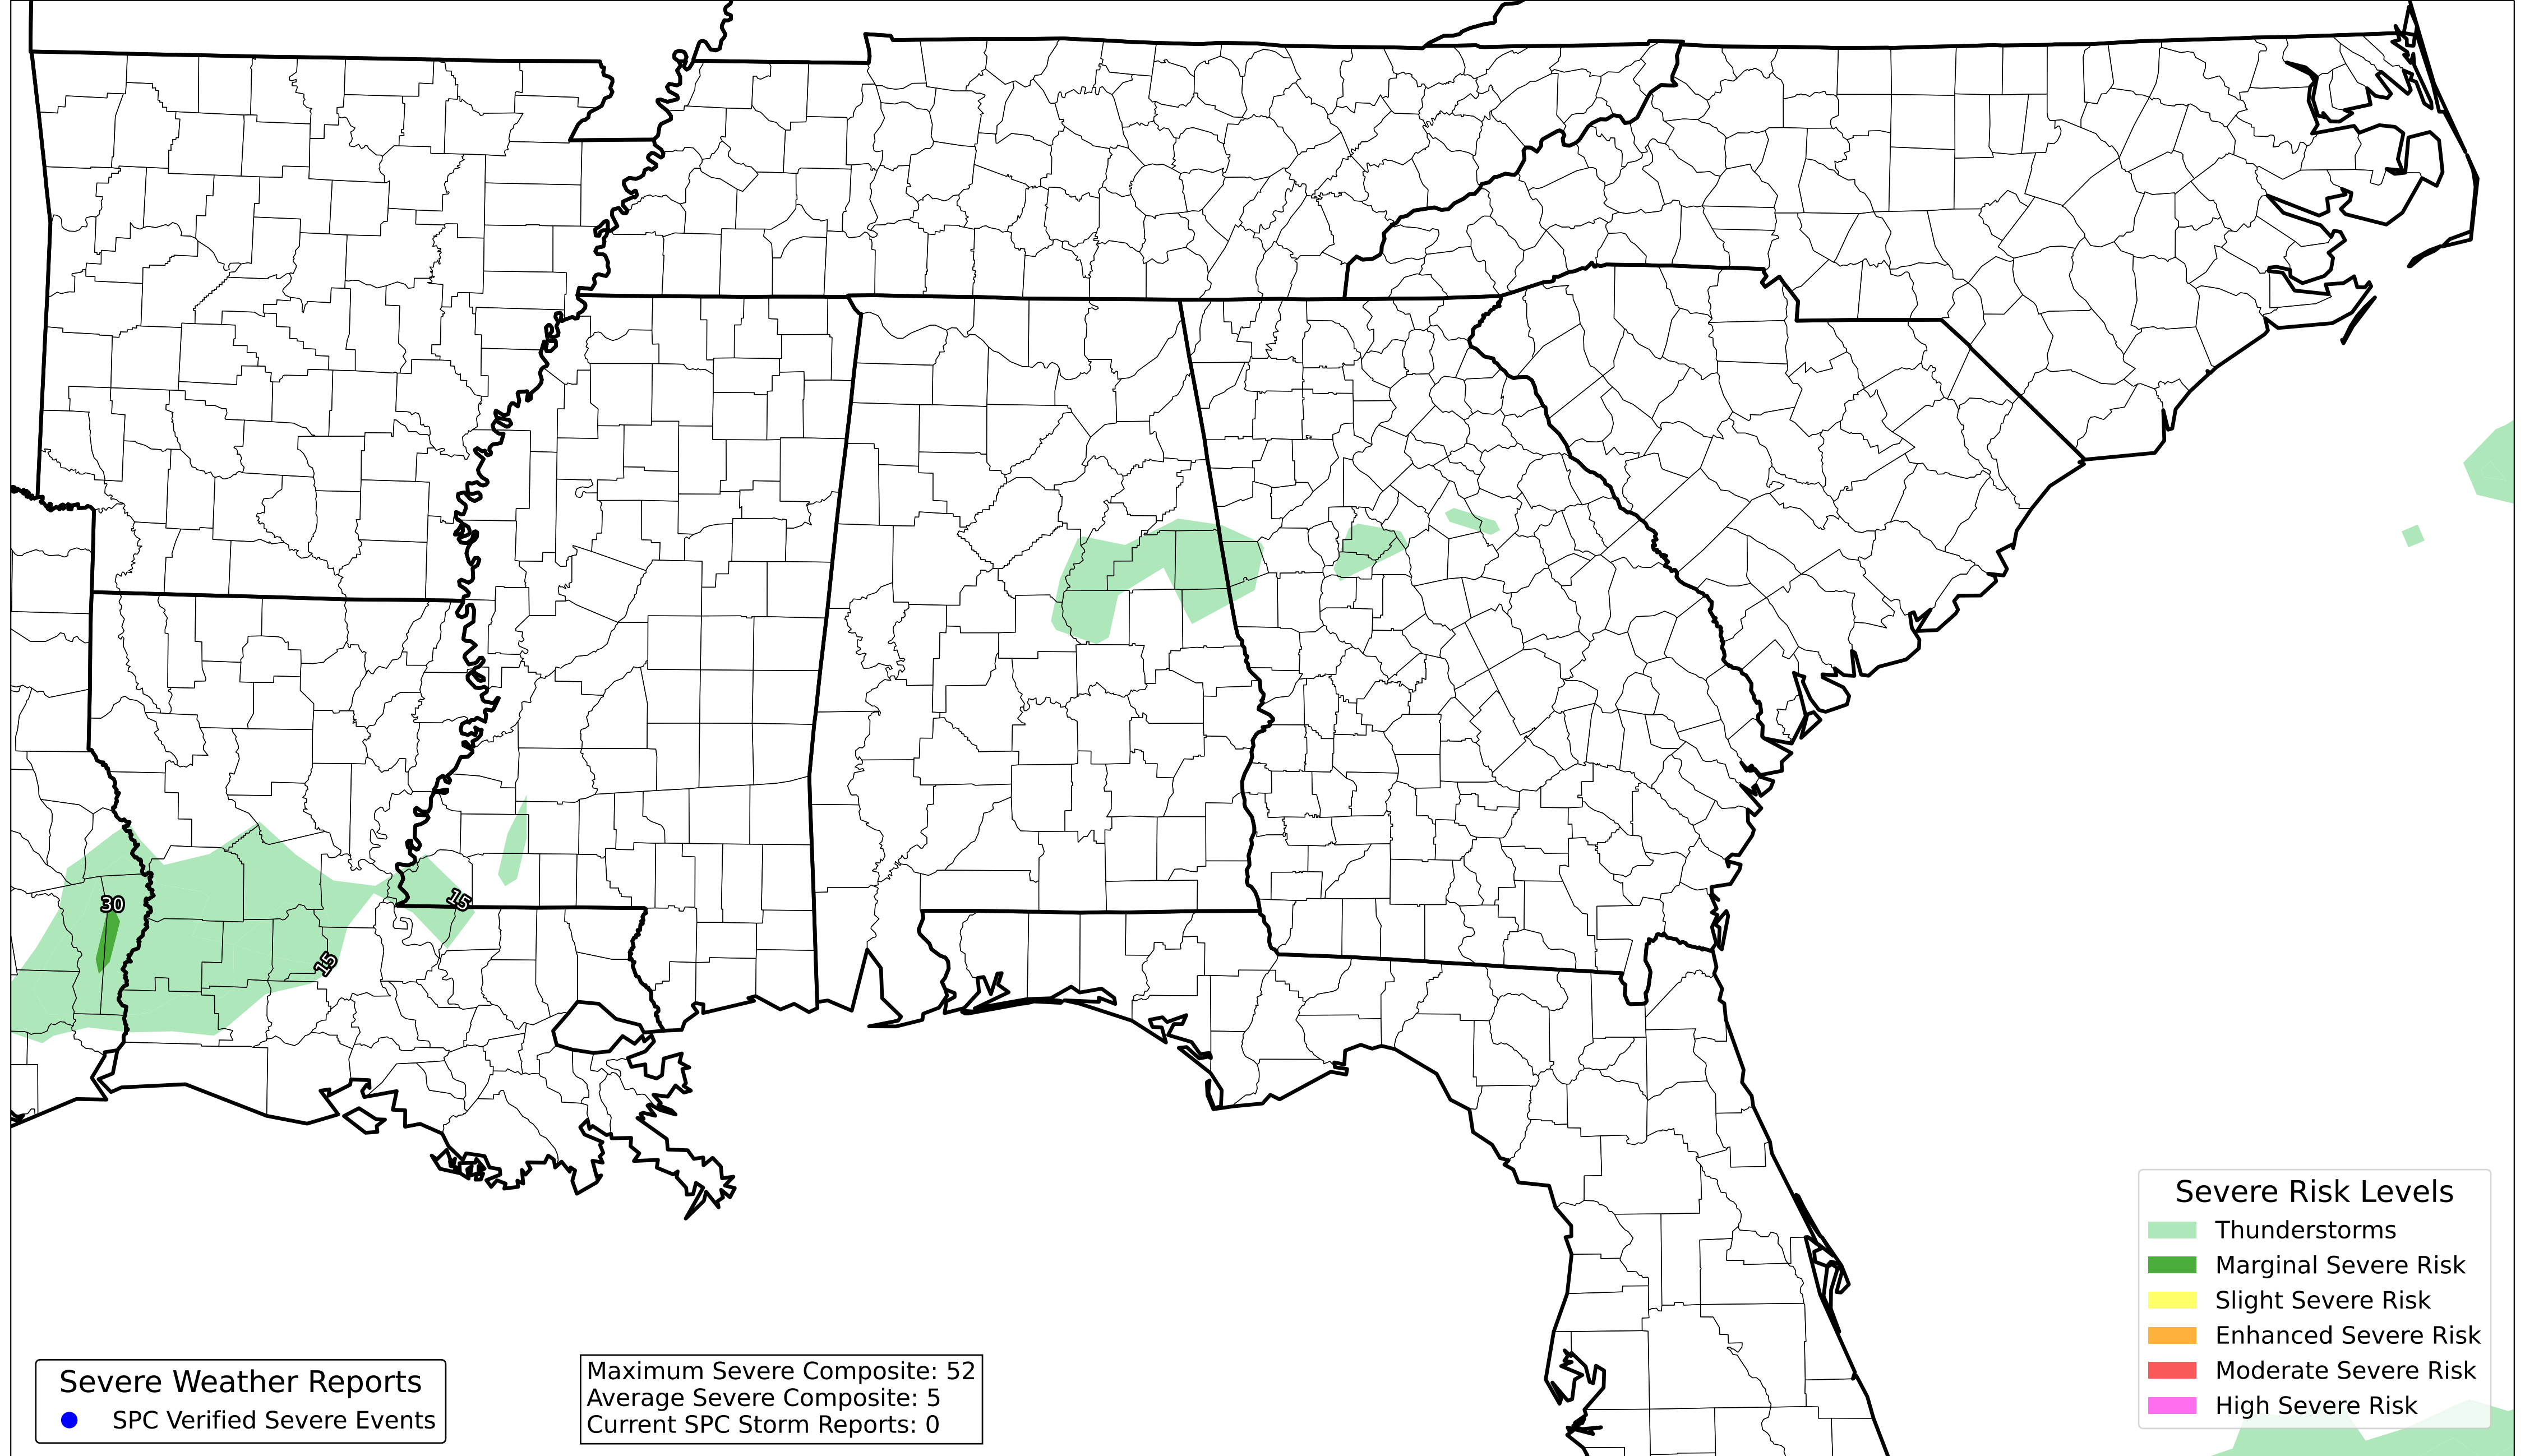 30
15
15
Severe Risk Levels
Thunderstorms
Marginal Severe Risk
Slight Severe Risk
Enhanced Severe Risk
Moderate Severe Risk
High Severe Risk
Severe Weather Reports
SPC Verified Severe Events
Maximum Severe Composite: 52
Average Severe Composite: 5
Current SPC Storm Reports: 0